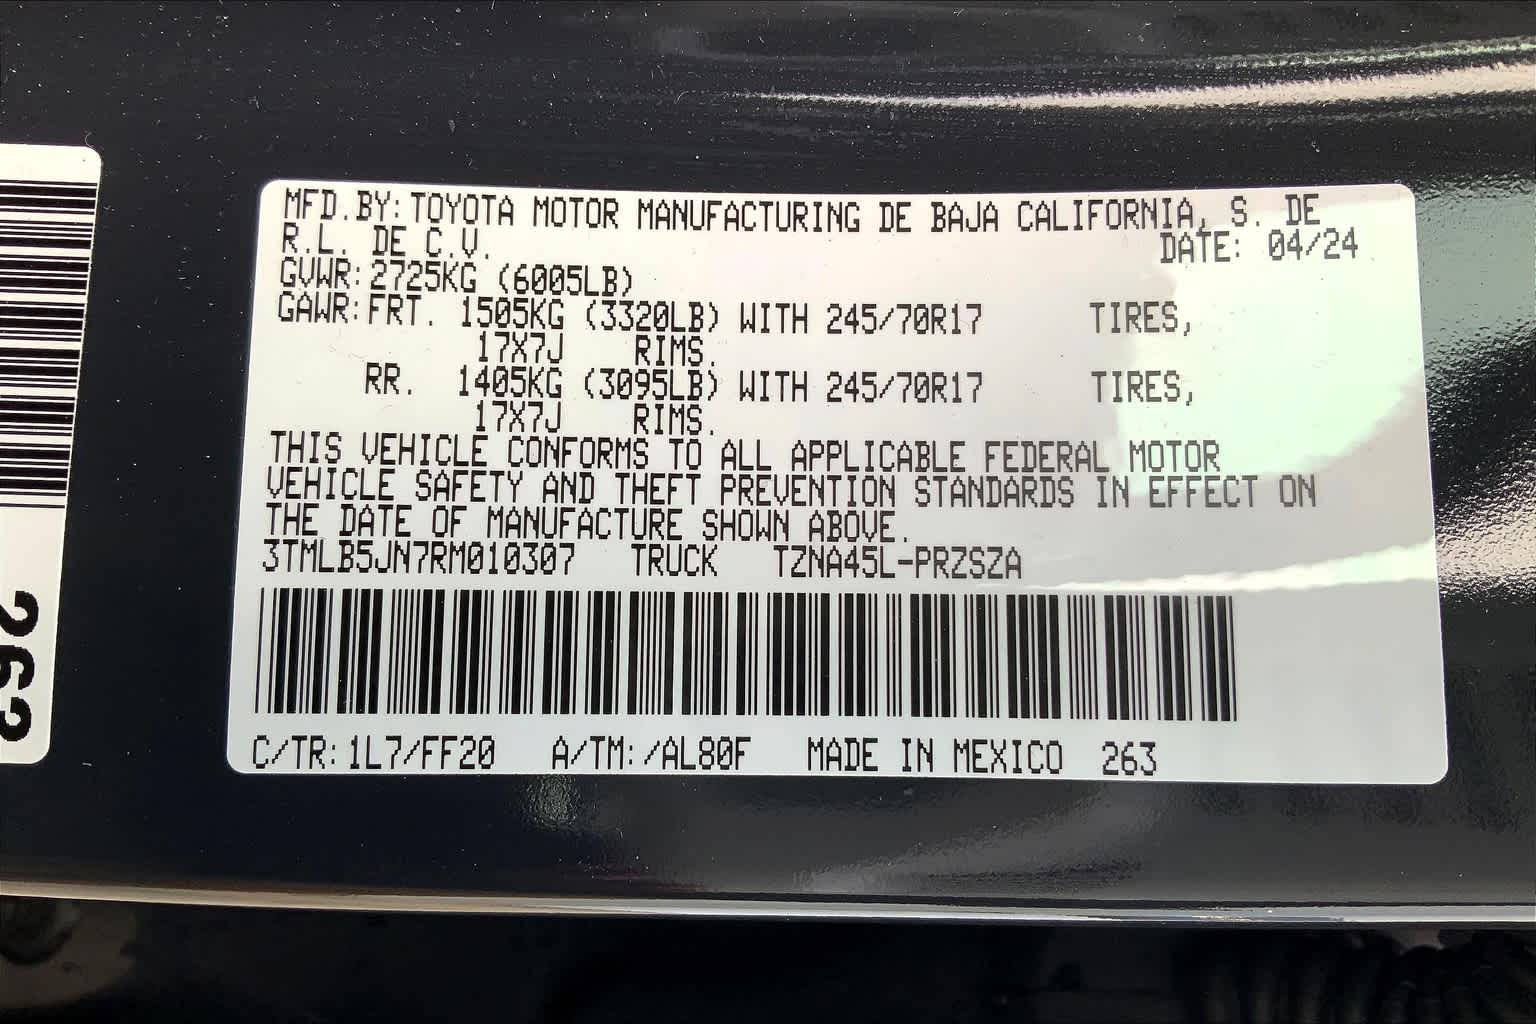 MFD.BY: TOYOTA MOTOR MANUFACTURING DE BAJA CALIFORNIA, S. DE
R.L. DE C.V. DATE: 04/24
GVWR: 2725KG (6005LB)
GAWR: FRT. 1505KG (3320LB) WITH 245/70R17 TIRES,
17X7J RIMS.
RR. 1405KG (3095LB) WITH 245/70R17 TIRES,
17X7J RIMS.
THIS VEHICLE CONFORMS TO ALL APPLICABLE FEDERAL MOTOR
VEHICLE SAFETY AND THEFT PREVENTION STANDARDS IN EFFECT ON
THE DATE OF MANUFACTURE SHOWN ABOVE.
3TMLB5JN7RM010307 TRUCK TZNA45L-PRZSZA
C/TR: 1L7/FF20 A/TM: /AL80F MADE IN MEXICO 263
262